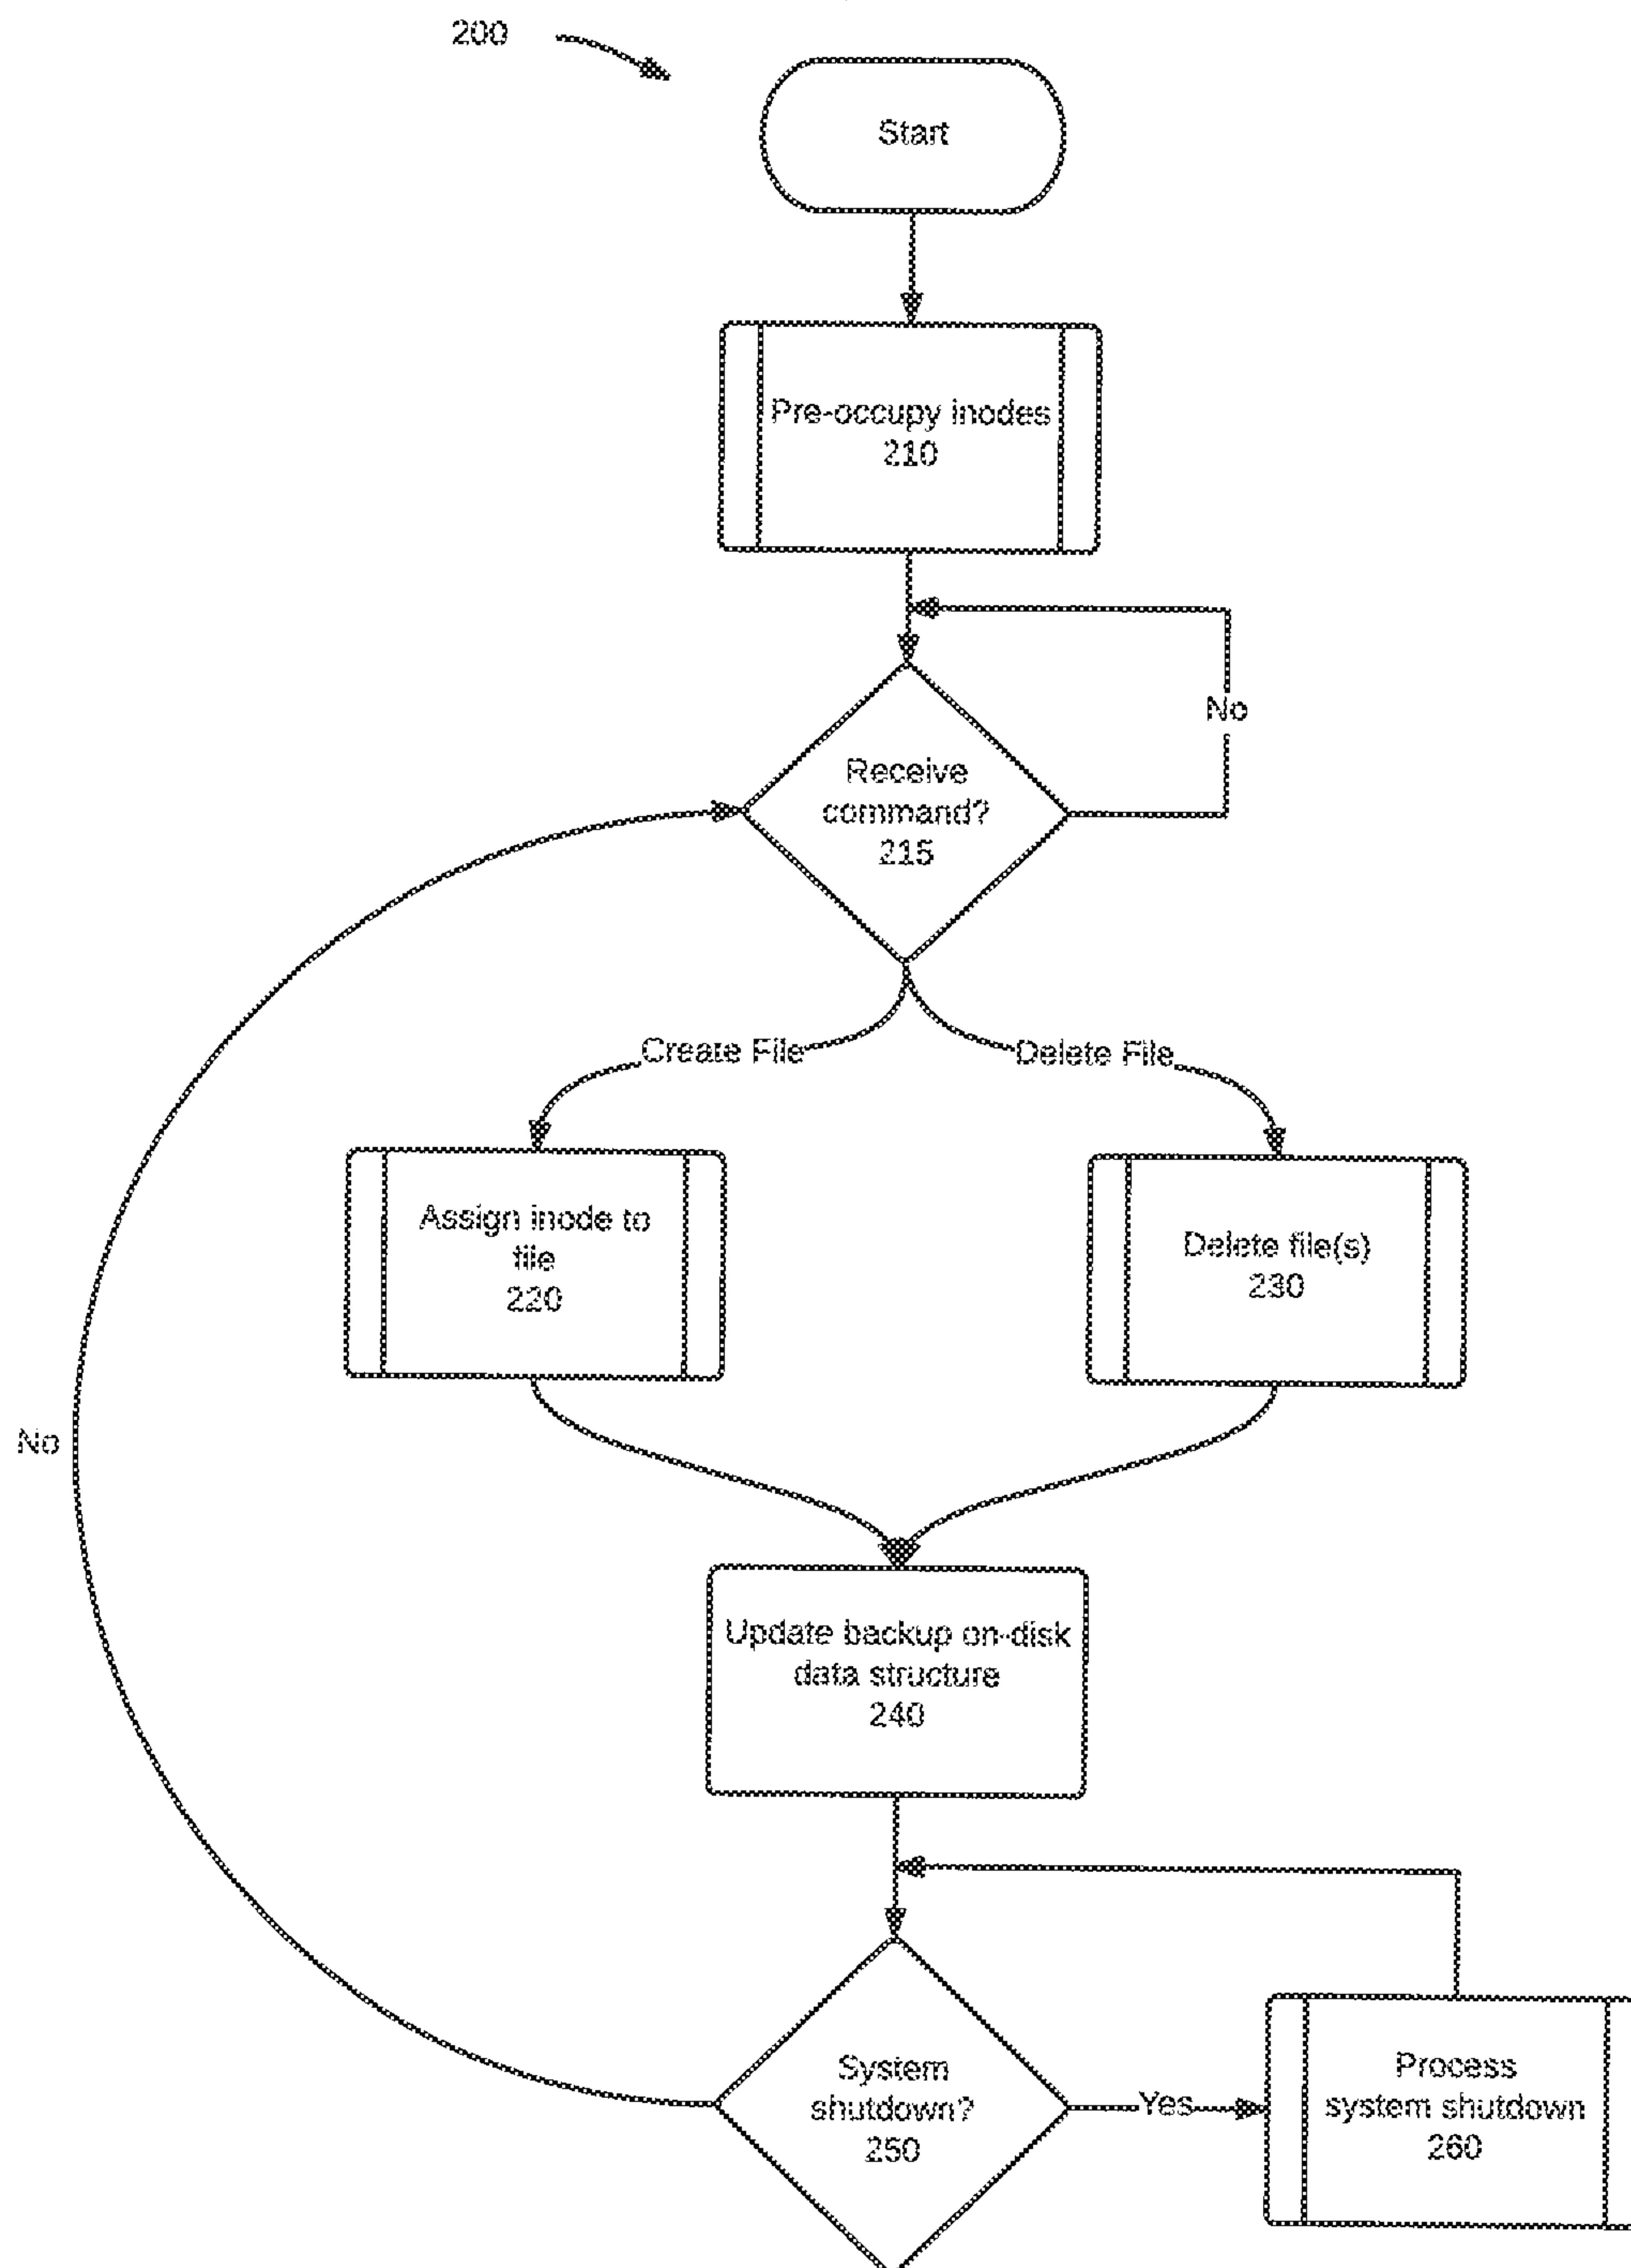 200
Start
Pre-occupy inodes
210
No
Receive
command?
215
Create File
Delete File
Assign inode to
file
220
Delete file(s)
230
No
Update backup on-disk
data structure
240
System
shutdown?
250
Yes
Process
system shutdown
260